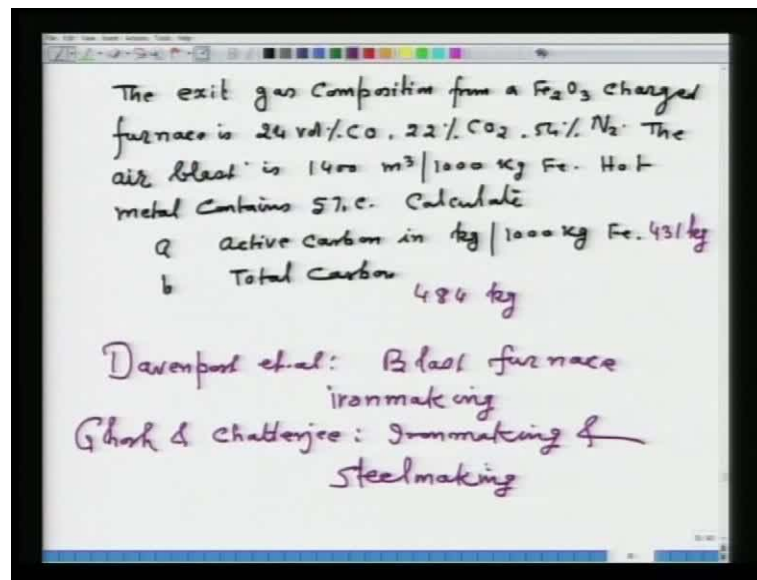 The exit gas Composition from a Fe2O3 charged
furnace is 24 vol% CO, 22% CO2, 54% N2. The
air blast is 1400 m3 | 1000 kg Fe. Hot
metal Contains 5% C. Calculate
a active Carbon in kg | 1000 kg Fe. 431 kg
b Total Carbon
484 kg
Davenport et.al: Blast furnace
ironmaking
Ghosh & Chatterjee: Ironmaking &
steelmaking